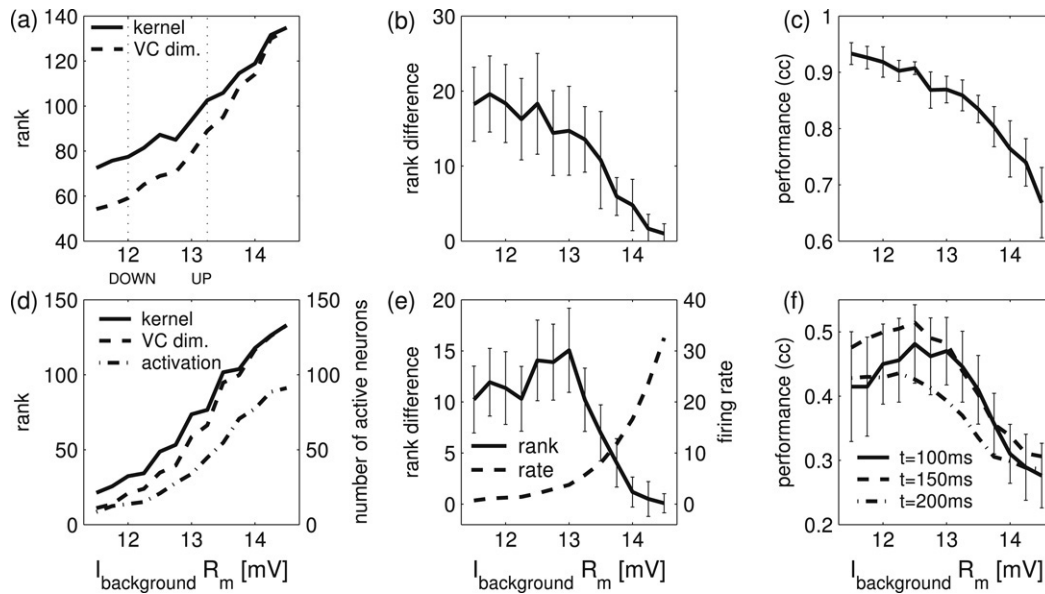 (a)
140
120
100
80
60
40
rank
kernel
VC dim.
12
13
14
DOWN
UP
(b)
30
20
10
0
rank difference
12
13
14
(c)
1
0.9
0.8
0.7
0.6
performance (cc)
12
13
14
(d)
150
100
50
0
rank
kernel
VC dim.
activation
150
100
50
0
number of active neurons
12
13
14
I_background R_m [mV]
(e)
20
15
10
5
0
rank difference
rank
rate
40
30
20
10
0
firing rate
12
13
14
I_background R_m [mV]
(f)
0.5
0.4
0.3
0.2
performance (cc)
t=100ms
t=150ms
t=200ms
12
13
14
I_background R_m [mV]